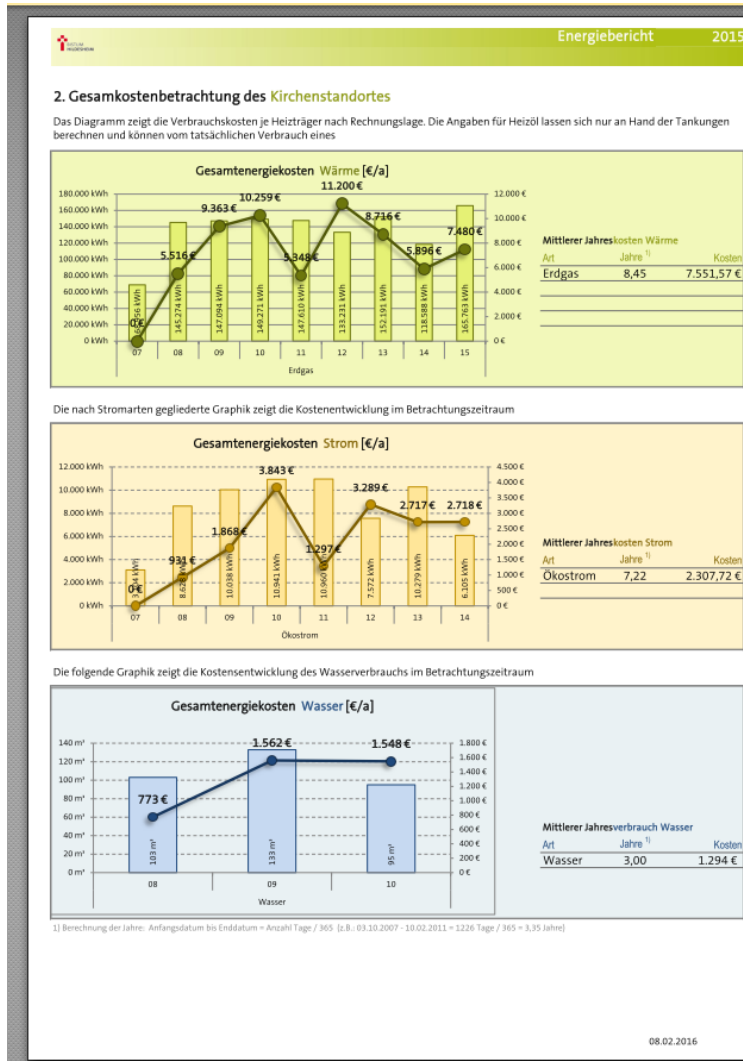 BISTUM
HILDESHEIM
Energiebericht 2015
2. Gesamkostenbetrachtung des Kirchenstandortes
Das Diagramm zeigt die Verbrauchskosten je Heizträger nach Rechnungslage. Die Angaben für Heizöl lassen sich nur an Hand der Tankungen
berechnen und können vom tatsächlichen Verbrauch eines
Gesamtenergiekosten Wärme [€/a]
180.000 kWh
160.000 kWh
140.000 kWh
120.000 kWh
100.000 kWh
80.000 kWh
60.000 kWh
40.000 kWh
20.000 kWh
0 kWh
0 €
5.516 €
9.363 €
10.259 €
5.348 €
11.200 €
8.716 €
5.896 €
7.480 €
145.274 kWh
147.094 kWh
149.271 kWh
147.610 kWh
133.231 kWh
152.191 kWh
118.588 kWh
165.763 kWh
12.000 €
10.000 €
8.000 €
6.000 €
4.000 €
2.000 €
0 €
07 08 09 10 11 12 13 14 15
Erdgas
Mittlerer Jahreskosten Wärme
Art Jahre 1) Kosten
Erdgas 8,45 7.551,57 €
Die nach Stromarten gegliederte Graphik zeigt die Kostenentwicklung im Betrachtungszeitraum
Gesamtenergiekosten Strom [€/a]
12.000 kWh
10.000 kWh
8.000 kWh
6.000 kWh
4.000 kWh
2.000 kWh
0 kWh
0 €
931 €
1.868 €
3.843 €
1.297 €
3.289 €
2.717 €
2.718 €
10.038 kWh
10.941 kWh
10.960 kWh
7.572 kWh
10.279 kWh
6.105 kWh
4.500 €
4.000 €
3.500 €
3.000 €
2.500 €
2.000 €
1.500 €
1.000 €
500 €
0 €
07 08 09 10 11 12 13 14
Ökostrom
Mittlerer Jahreskosten Strom
Art Jahre 1) Kosten
Ökostrom 7,22 2.307,72 €
Die folgende Graphik zeigt die Kostensentwicklung des Wasserverbrauchs im Betrachtungszeitraum
Gesamtenergiekosten Wasser [€/a]
140 m³
120 m³
100 m³
80 m³
60 m³
40 m³
20 m³
0 m³
773 €
1.562 €
1.548 €
103 m³
133 m³
95 m³
1.800 €
1.600 €
1.400 €
1.200 €
1.000 €
800 €
600 €
400 €
200 €
0 €
08 09 10
Wasser
Mittlerer Jahresverbrauch Wasser
Art Jahre 1) Kosten
Wasser 3,00 1.294 €
1) Berechnung der Jahre: Anfangsdatum bis Enddatum = Anzahl Tage / 365 (z.B.: 03.10.2007 - 10.02.2011 = 1226 Tage / 365 = 3,35 Jahre)
08.02.2016